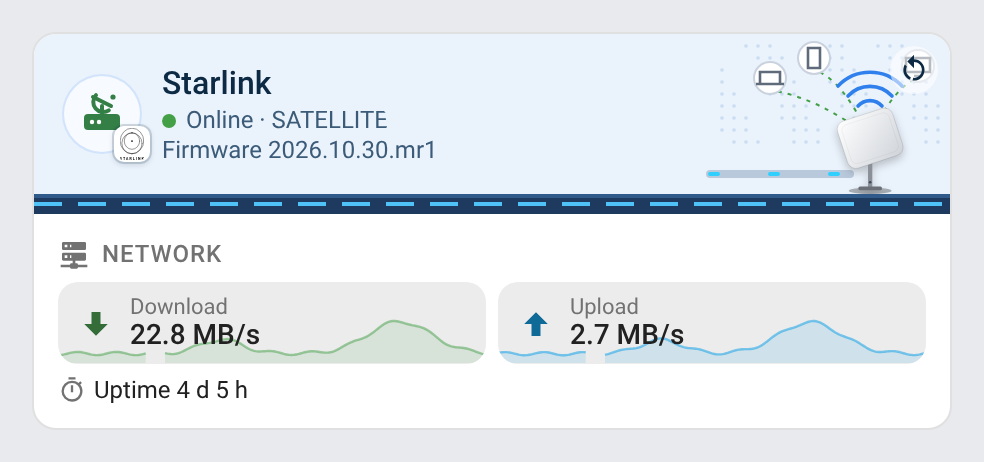 Starlink
Online · SATELLITE
STARLINK
Firmware 2026.10.30.mr1
NETWORK
Download
22.8 MB/s
Upload
2.7 MB/s
Uptime 4 d 5 h